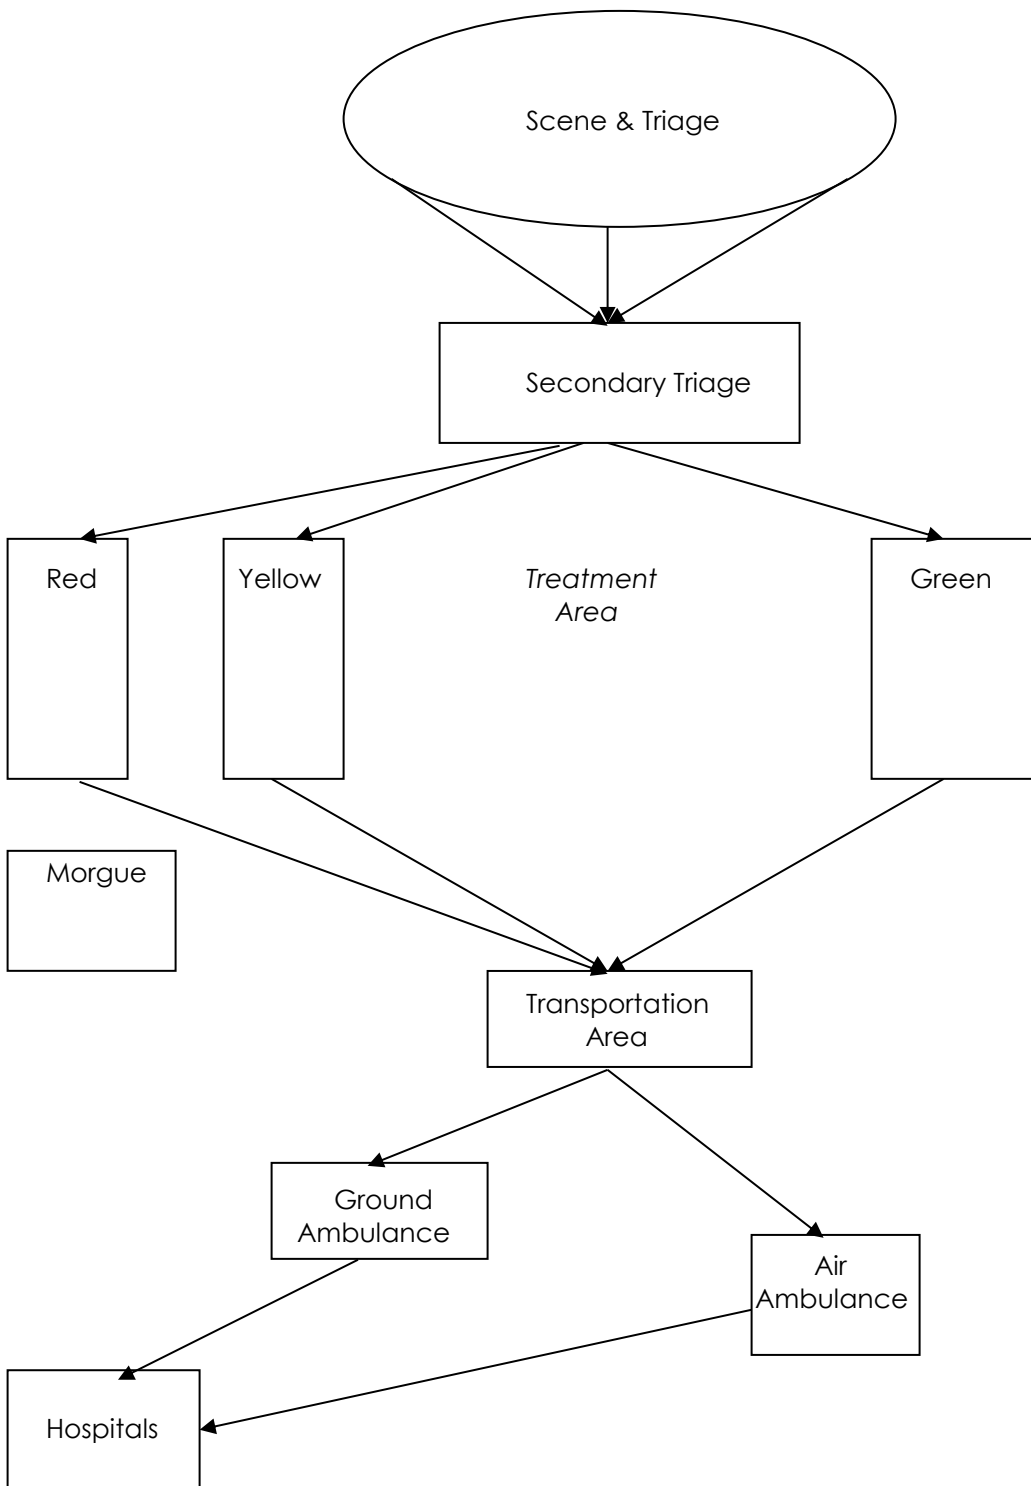 Scene & Triage
Secondary Triage
Red
Yellow
Treatment
Area
Green
Morgue
Transportation
Area
Ground
Ambulance
Air
Ambulance
Hospitals